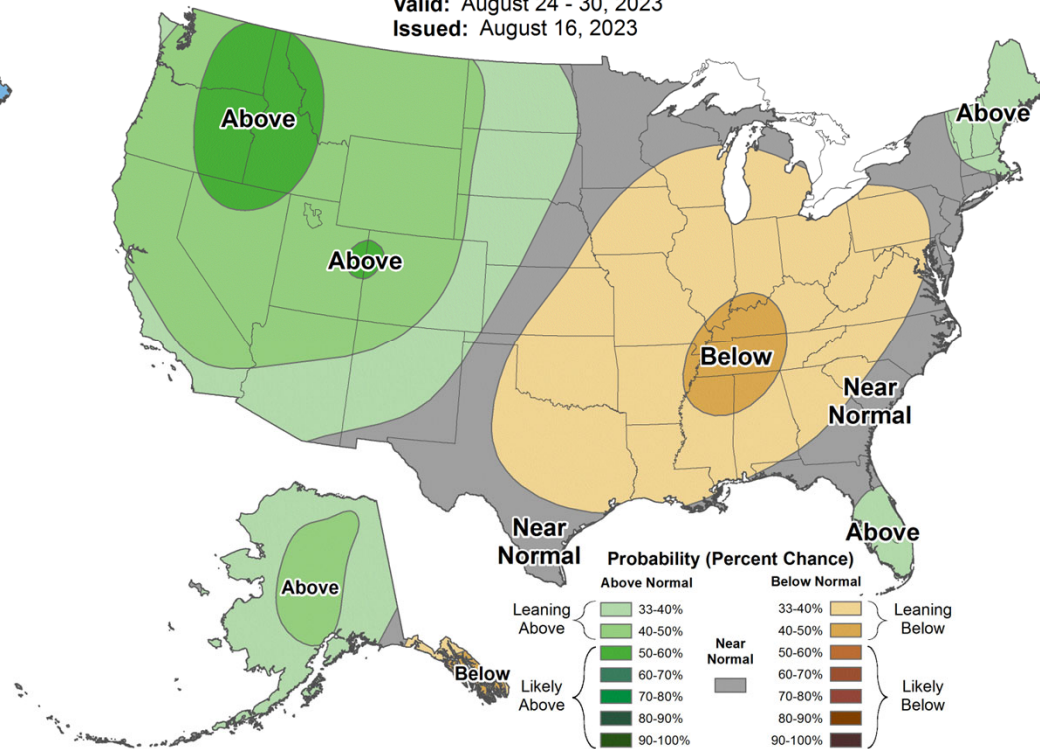 Valid: August 24 - 30, 2023
Issued: August 16, 2023
Above
Above
Above
Below
Near
Normal
Near
Normal
Above
Above
Below
Probability (Percent Chance)
Above Normal
Below Normal
Leaning
Above
33-40%
40-50%
Likely
Above
50-60%
60-70%
70-80%
80-90%
90-100%
Near
Normal
33-40%
40-50%
Leaning
Below
50-60%
60-70%
70-80%
80-90%
90-100%
Likely
Below